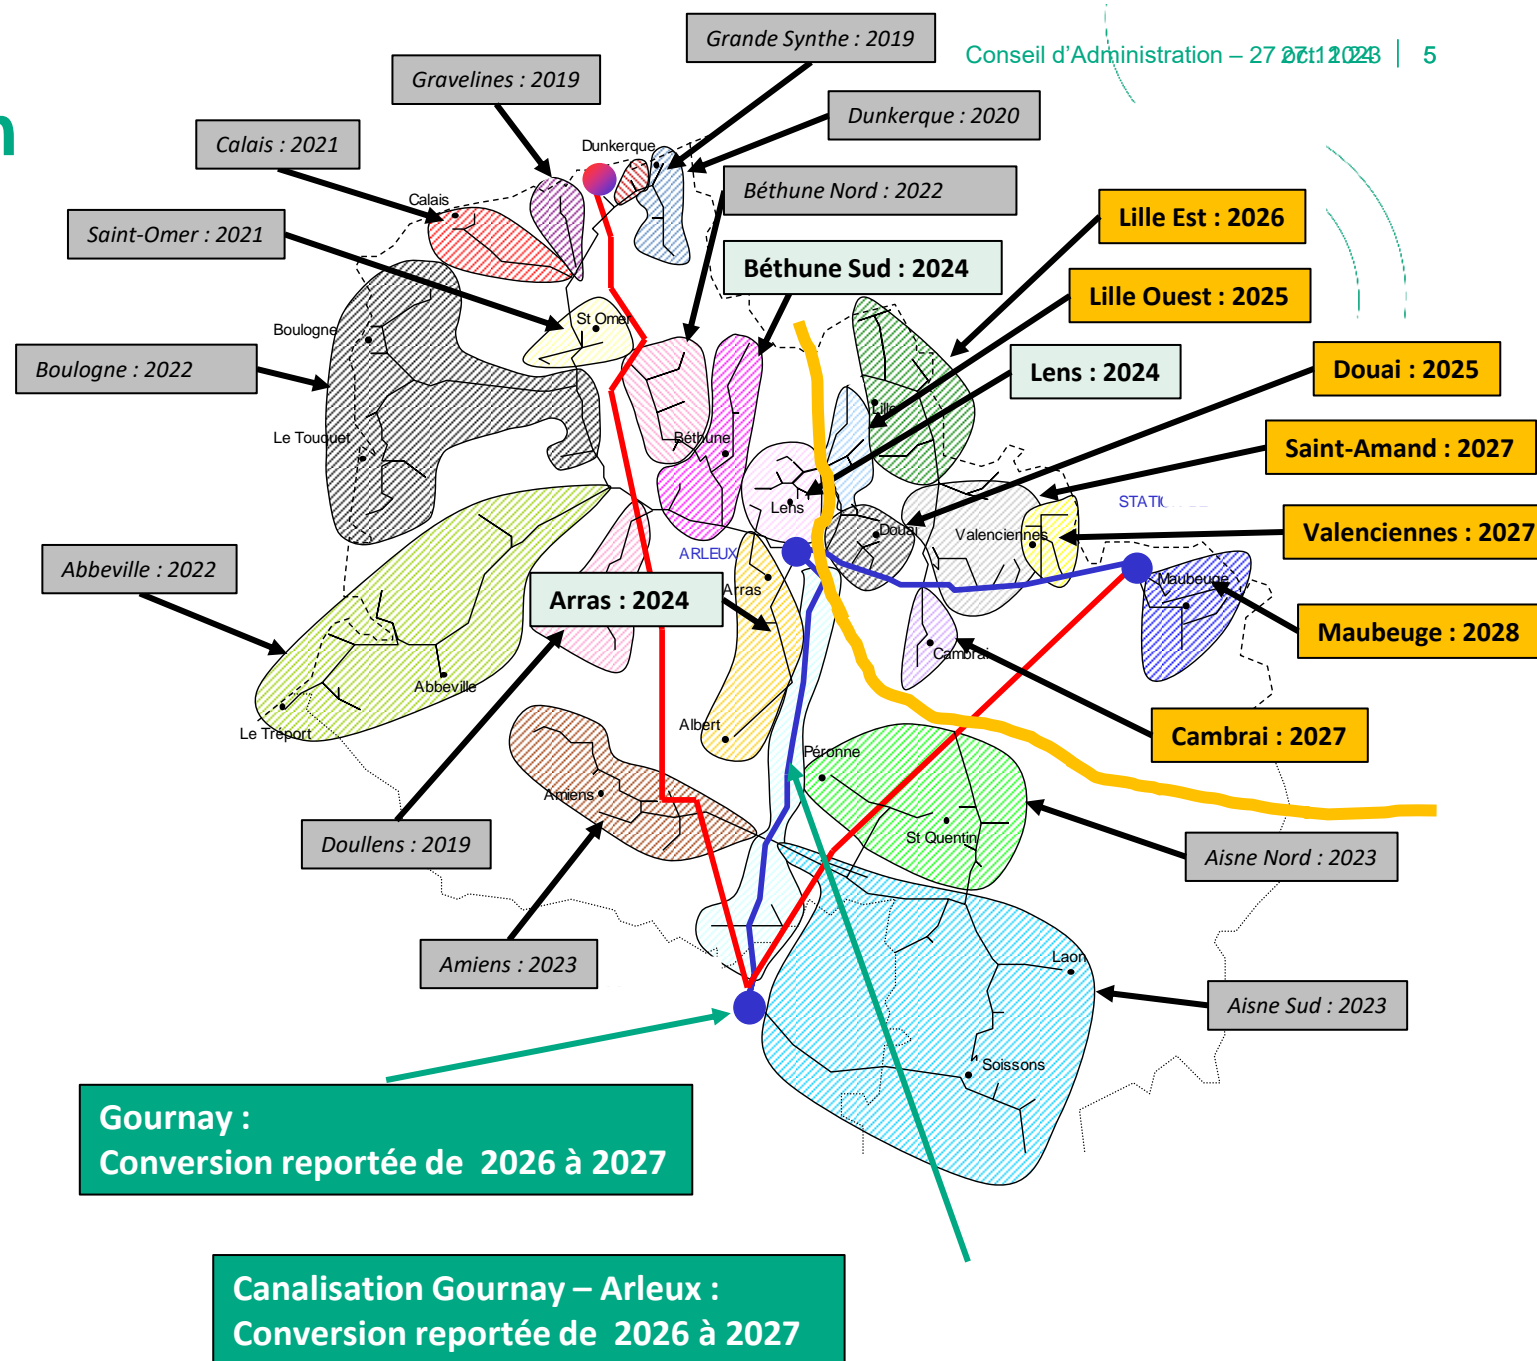 Conseil d'Administration – 27
5
n
Grande Synthe : 2019
Gravelines : 2019
Dunkerque : 2020
Calais : 2021
Dunkerque
Béthune Nord : 2022
Calais
Saint-Omer : 2021
Lille Est : 2026
Béthune Sud : 2024
Lille Ouest : 2025
St Omer
Boulogne
Boulogne : 2022
Lens : 2024
Douai : 2025
Lille
Le Touquet
Béthune
Saint-Amand : 2027
Lens
STATI
Douai
Valenciennes
Valenciennes : 2027
ARLEUX
Abbeville : 2022
Arras
Maubeuge
Arras : 2024
Maubeuge : 2028
Cambrai
Abbeville
Le Tréport
Albert
Cambrai : 2027
Péronne
Amiens
St Quentin
Doullens : 2019
Aisne Nord : 2023
Amiens : 2023
Laon
Aisne Sud : 2023
Soissons
Gournay :
Conversion reportée de 2026 à 2027
Canalisation Gournay – Arleux :
Conversion reportée de 2026 à 2027